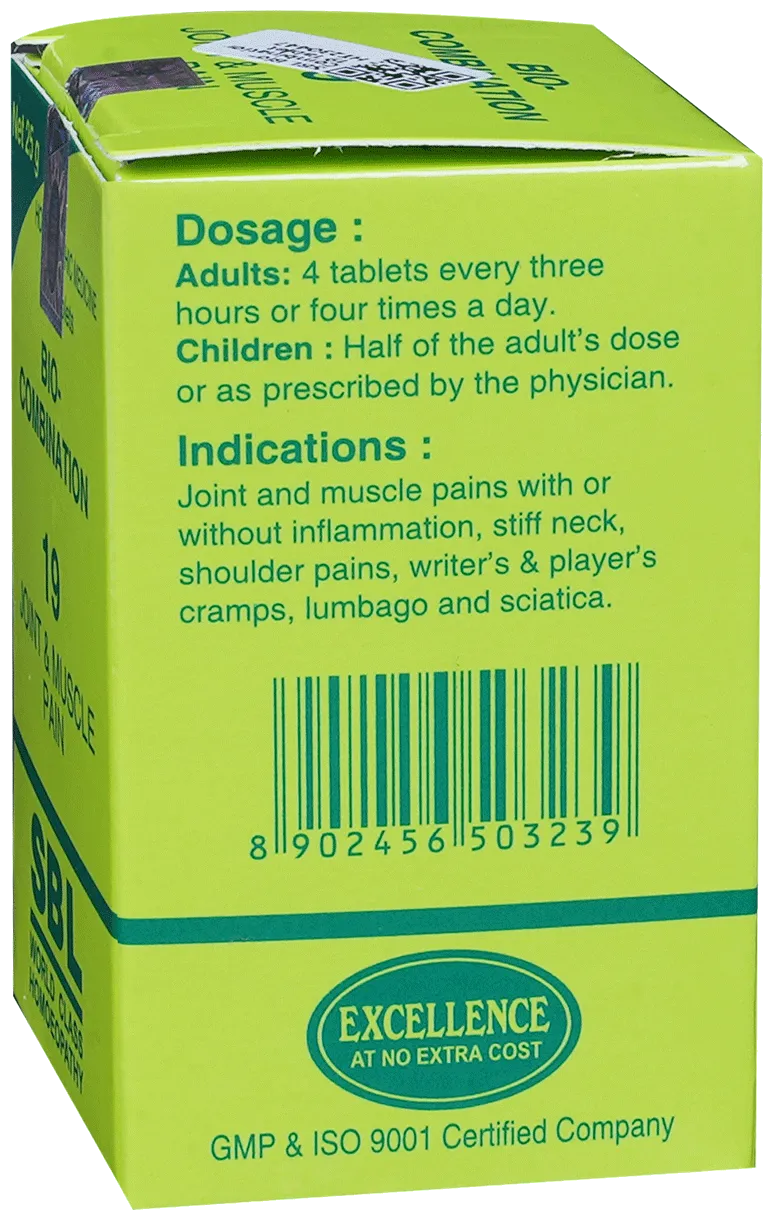 BIO-
COMBINATION
JOINT & MUSCLE
PAIN
Net 25 g
BIO-
COMBINATION
19
JOINT & MUSCLE
PAIN
SBL
WORLD CLASS
HOMOEOPATHY
Dosage :
Adults: 4 tablets every three
hours or four times a day.
Children : Half of the adult's dose
or as prescribed by the physician.
Indications :
Joint and muscle pains with or
without inflammation, stiff neck,
shoulder pains, writer's & player's
cramps, lumbago and sciatica.
8 902456 503239
EXCELLENCE
AT NO EXTRA COST
GMP & ISO 9001 Certified Company